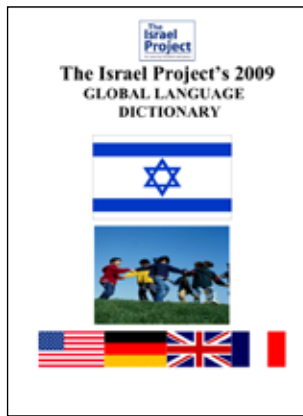 The
Israel
Project
The Israel Project's 2009
GLOBAL LANGUAGE
DICTIONARY